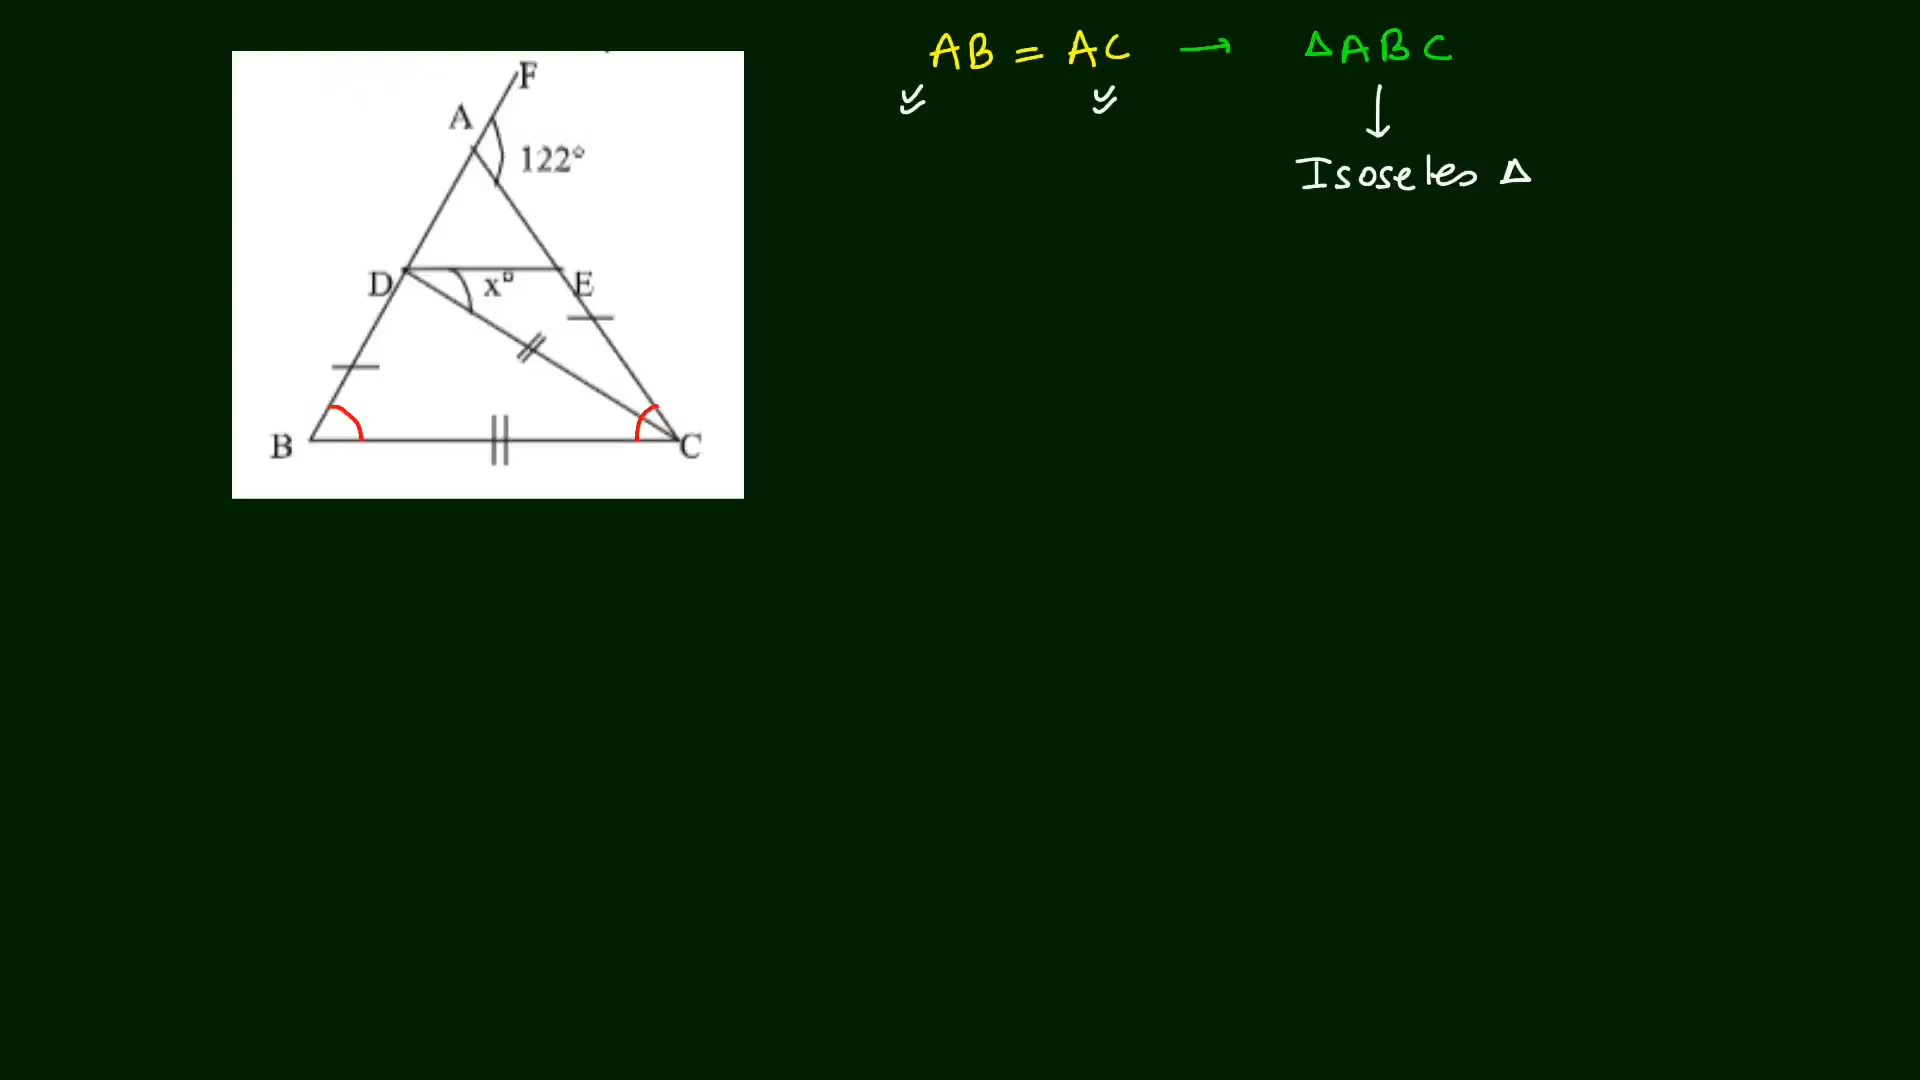 AB = AC → ΔABC
↓
Isoseles Δ
F
A
122°
D
x°
E
B
C